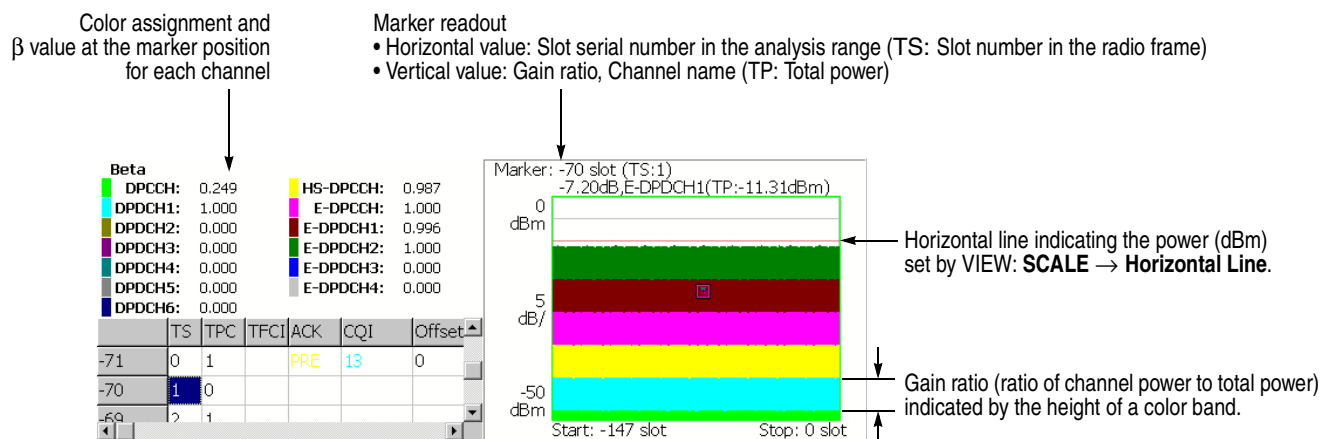 Color assignment and
β value at the marker position
for each channel
Marker readout
• Horizontal value: Slot serial number in the analysis range (TS: Slot number in the radio frame)
• Vertical value: Gain ratio, Channel name (TP: Total power)
Beta
DPCCH: 0.249 HS-DPCCH: 0.987
DPDCH1: 1.000 E-DPCCH: 1.000
DPDCH2: 0.000 E-DPDCH1: 0.996
DPDCH3: 0.000 E-DPDCH2: 1.000
DPDCH4: 0.000 E-DPDCH3: 0.000
DPDCH5: 0.000 E-DPDCH4: 0.000
DPDCH6: 0.000
TS TPC TFCI ACK CQI Offset
-71 0 1 PRE 13 0
-70 1 0
-69 2 1
Marker: -70 slot (TS:1)
-7.20dB,E-DPDCH1(TP:-11.31dBm)
0
dBm
5
dB/
-50
dBm
Start: -147 slot Stop: 0 slot
Horizontal line indicating the power (dBm)
set by VIEW: SCALE → Horizontal Line.
Gain ratio (ratio of channel power to total power)
indicated by the height of a color band.